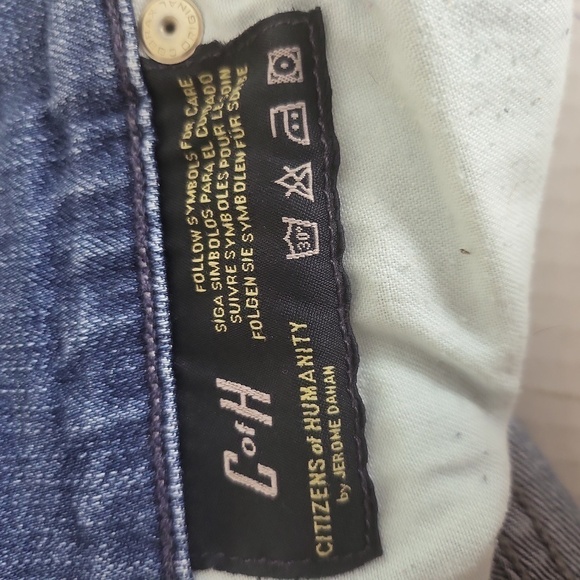 C of H
CITIZENS of HUMANITY
by JEROME DAHAN
FOLLOW SYMBOLS FOR CARE
SIGA SIMBOLOS PARA EL CUIDADO
SUIVRE SYMBOLES POUR LE SOIN
FOLGEN SIE SYMBOLEN FUR SORGE
30°